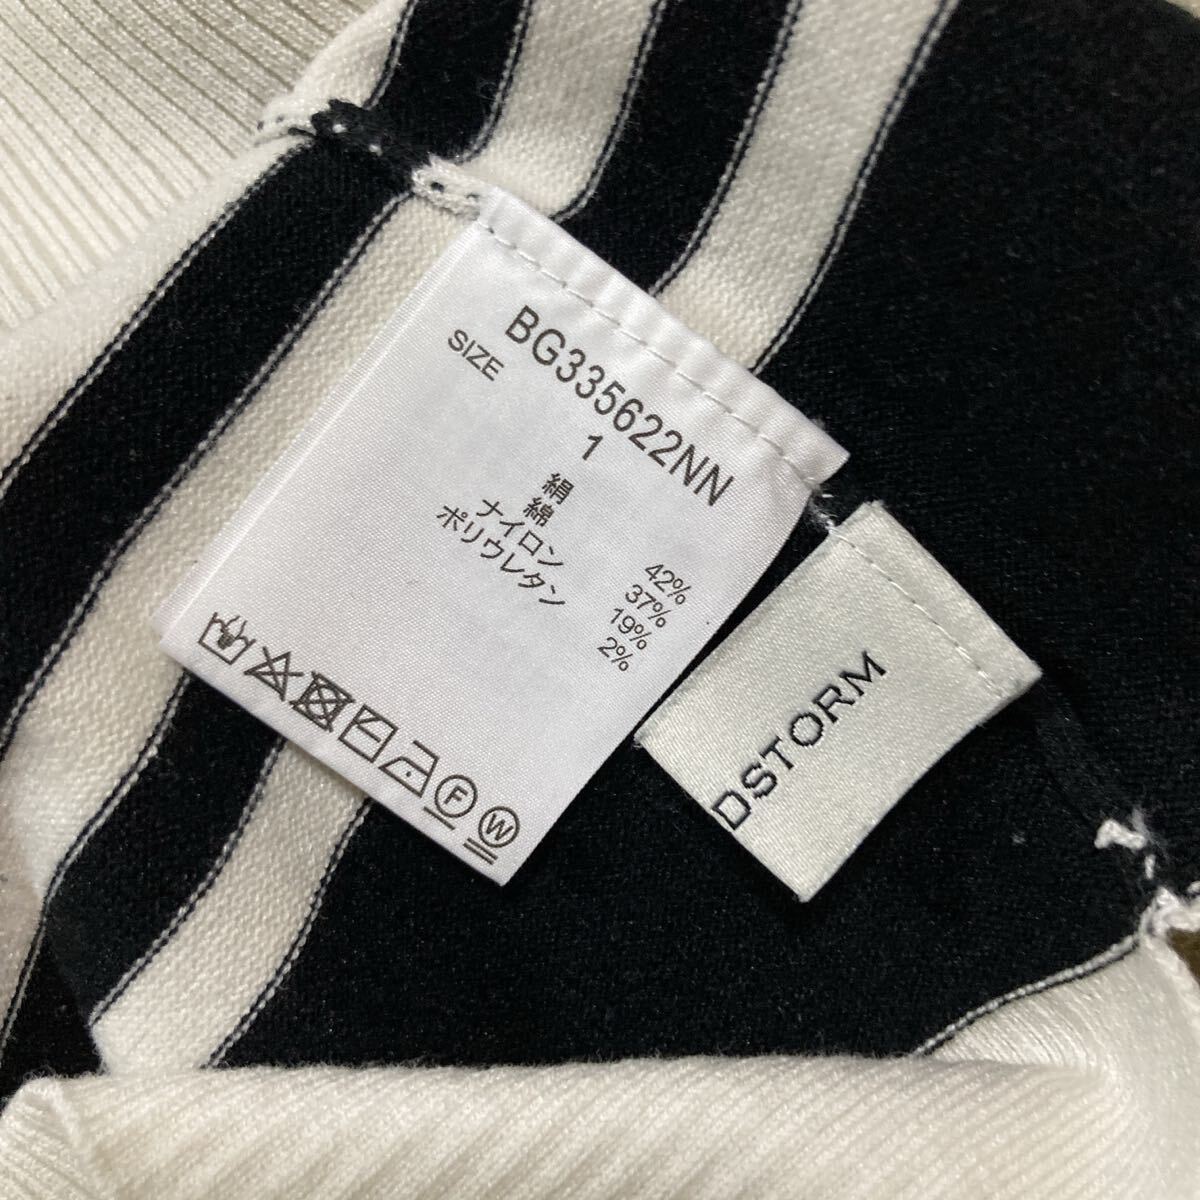 BG335622NN
SIZE 1
絹 42%
綿 37%
ナイロン 19%
ポリウレタン 2%
F W
DSTORM